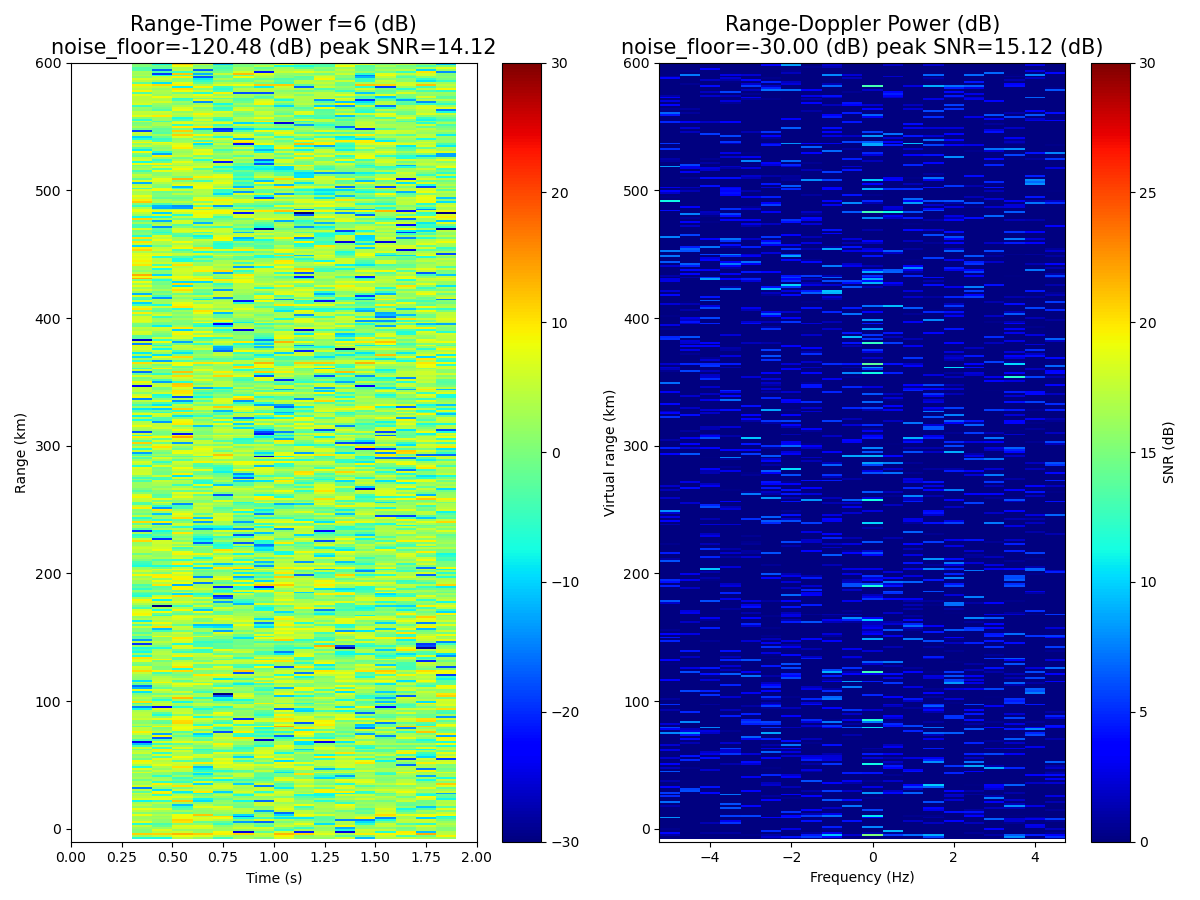 Range-Time Power f=6 (dB)
noise_floor=-120.48 (dB) peak SNR=14.12
Range-Doppler Power (dB)
noise_floor=-30.00 (dB) peak SNR=15.12 (dB)
600
500
400
300
200
100
0
Range (km)
0.00 0.25 0.50 0.75 1.00 1.25 1.50 1.75 2.00
Time (s)
30
20
10
0
−10
−20
−30
600
500
400
300
200
100
0
Virtual range (km)
−4 −2 0 2 4
Frequency (Hz)
30
25
20
15
10
5
0
SNR (dB)